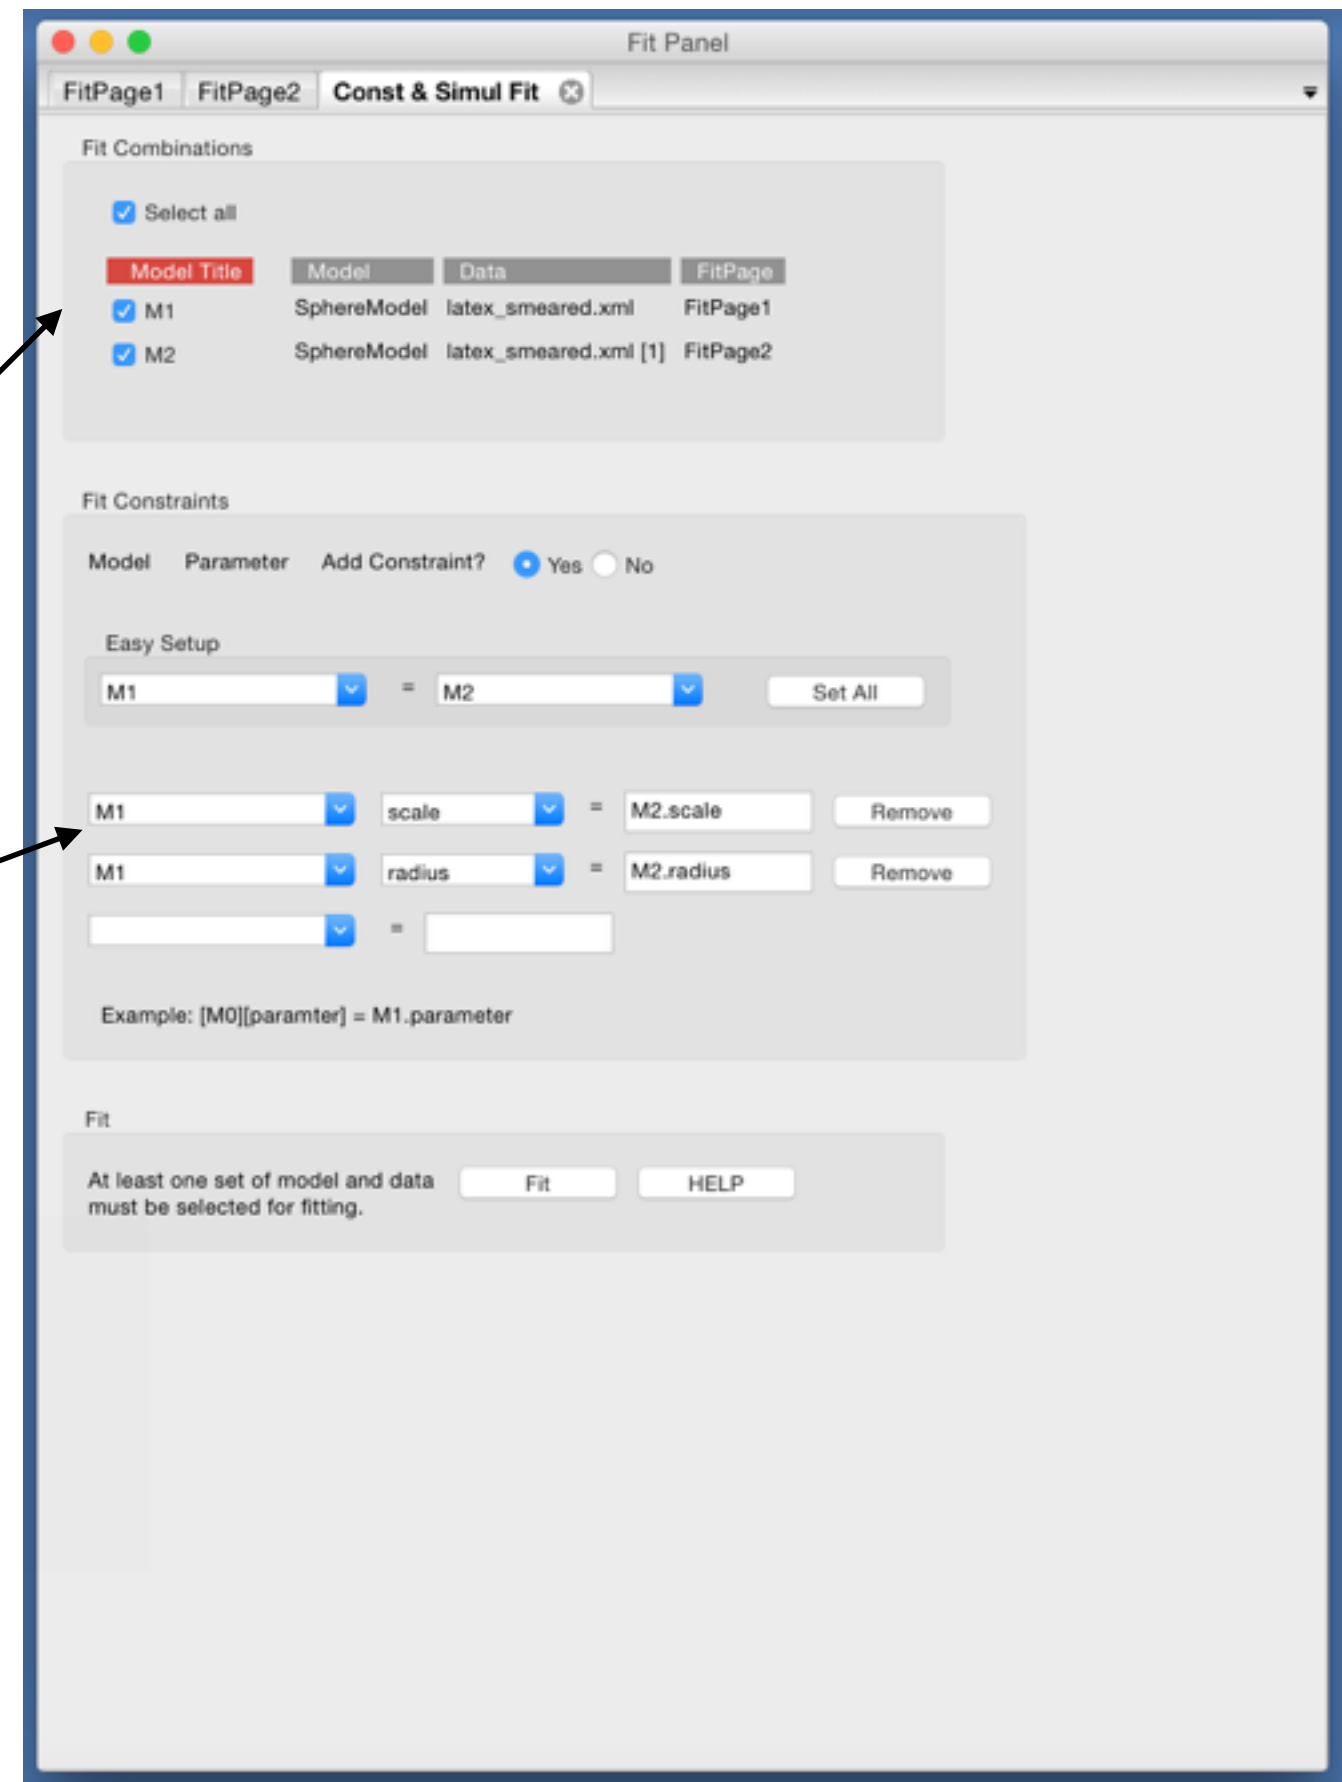 Fit Panel
FitPage1 FitPage2 Const & Simul Fit
Fit Combinations
Select all
Model Title Model Data FitPage
M1 SphereModel latex_smeared.xml FitPage1
M2 SphereModel latex_smeared.xml [1] FitPage2
Fit Constraints
Model Parameter Add Constraint? Yes No
Easy Setup
M1 = M2 Set All
M1 scale = M2.scale Remove
M1 radius = M2.radius Remove
=
Example: [M0][paramter] = M1.parameter
Fit
At least one set of model and data
must be selected for fitting.
Fit HELP